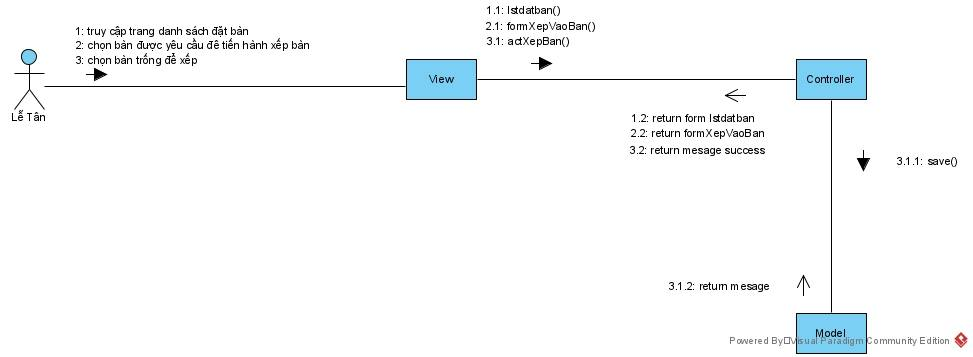 1: truy cập trang danh sách đặt bàn
2: chọn bàn được yêu cầu để tiến hành xếp bàn
3: chọn bàn trống để xếp
Lễ Tân
View
1.1: lstdatban()
2.1: formXepVaoBan()
3.1: actXepBan()
Controller
1.2: return form lstdatban
2.2: return formXepVaoBan
3.2: return mesage success
3.1.1: save()
3.1.2: return mesage
Model
Powered By Visual Paradigm Community Edition